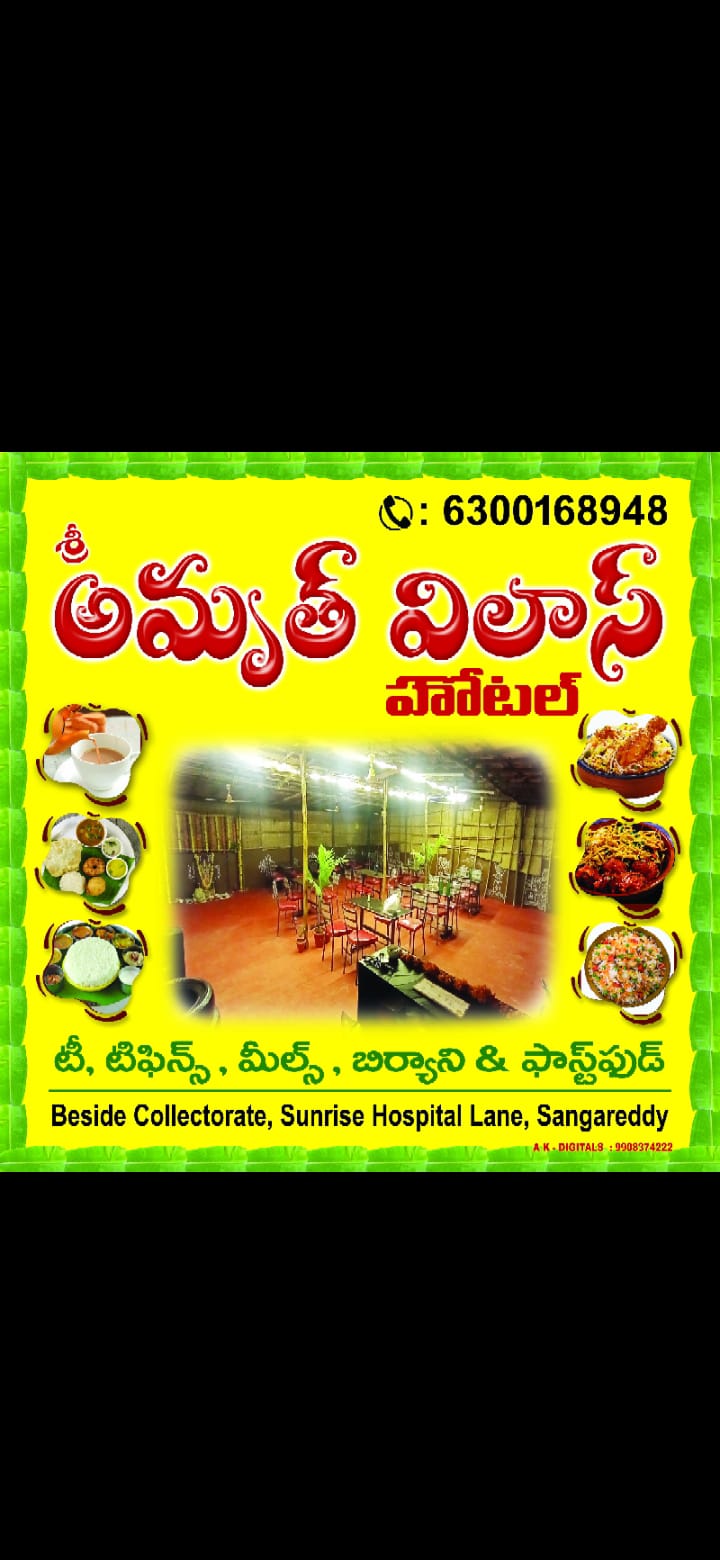 : 6300168948
శ్రీ
అమృత్ విలాస్
హోటల్
టీ, టిఫిన్స్, మీల్స్, బిర్యాని & ఫాస్ట్‌ఫుడ్
Beside Collectorate, Sunrise Hospital Lane, Sangareddy
A K - DIGITALS : 9908374222